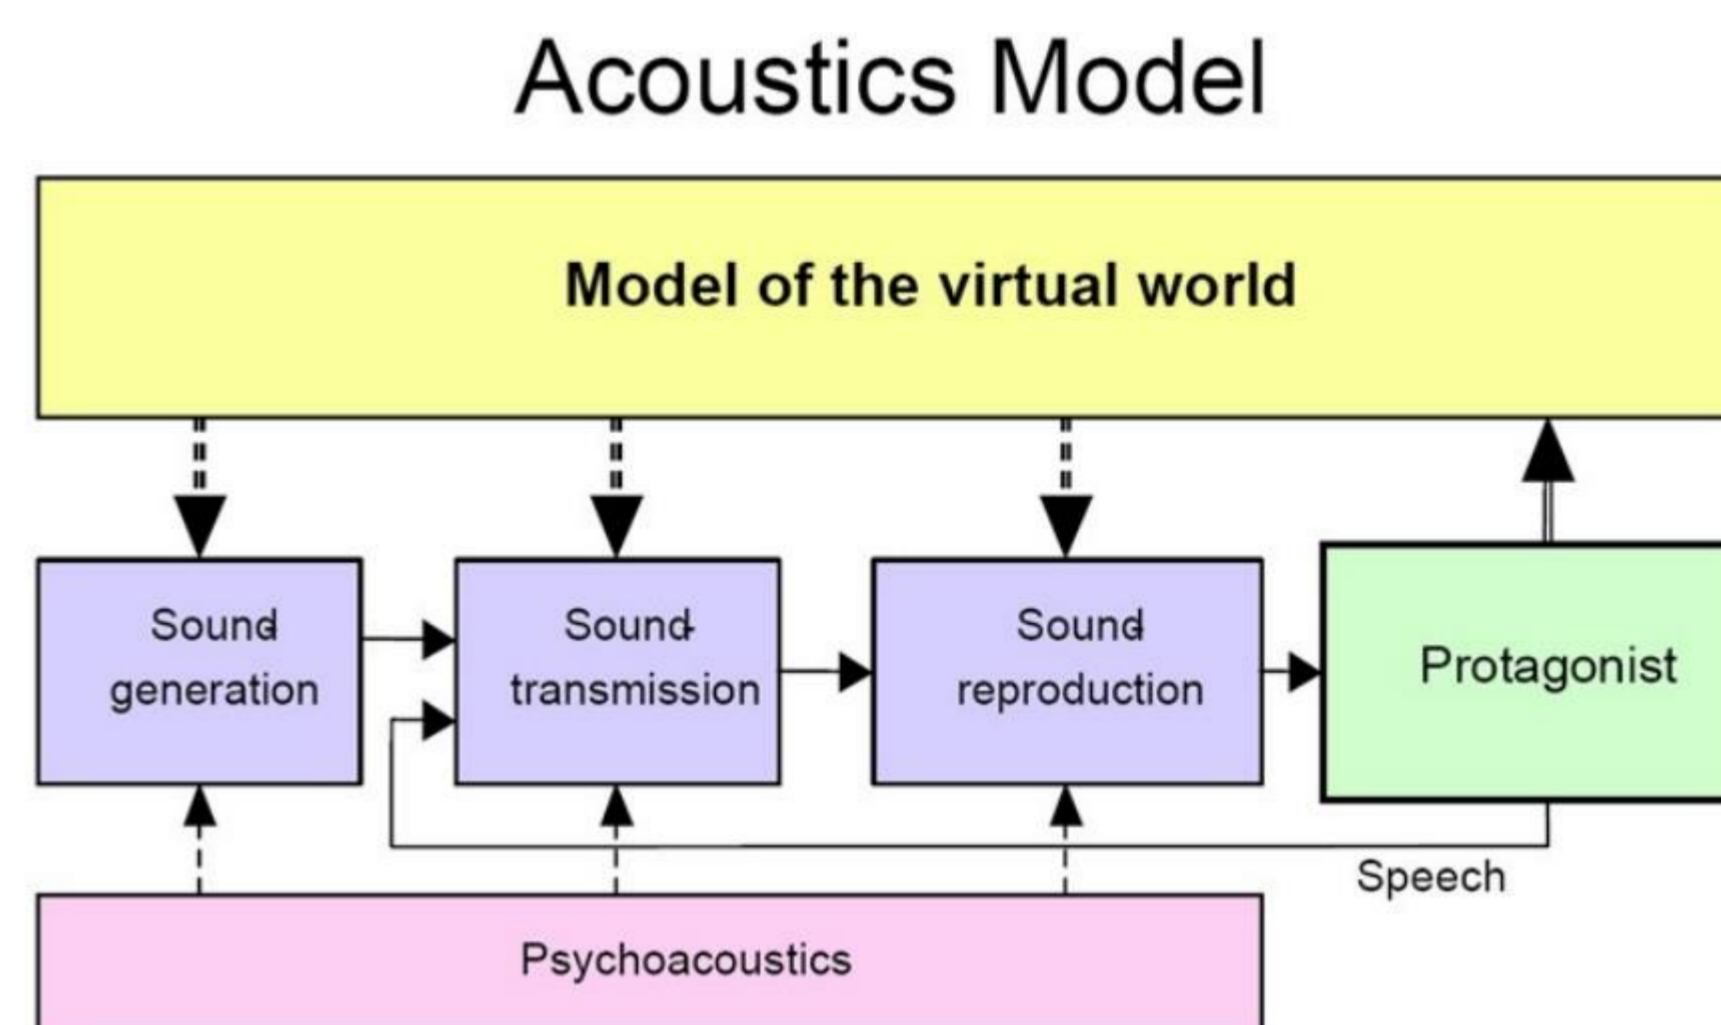 Acoustics Model
Model of the virtual world
Sound-
generation
Sound-
transmission
Sound-
reproduction
Protagonist
Speech
Psychoacoustics